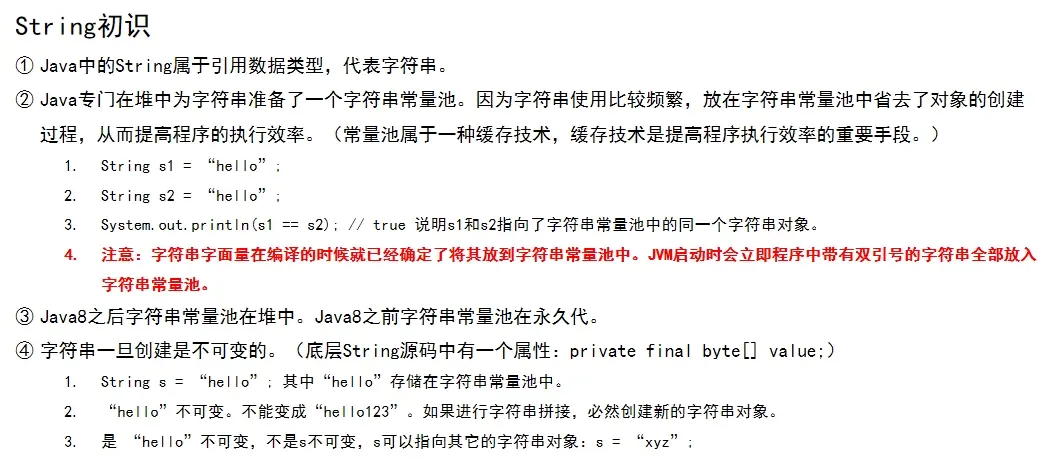 String初识
① Java中的String属于引用数据类型，代表字符串。
② Java专门在堆中为字符串准备了一个字符串常量池。因为字符串使用比较频繁，放在字符串常量池中省去了对象的创建
过程，从而提高程序的执行效率。（常量池属于一种缓存技术，缓存技术是提高程序执行效率的重要手段。）
1. String s1 = “hello”;
2. String s2 = “hello”;
3. System.out.println(s1 == s2); // true 说明s1和s2指向了字符串常量池中的同一个字符串对象。
4. 注意：字符串字面量在编译的时候就已经确定了将其放到字符串常量池中。JVM启动时会立即程序中带有双引号的字符串全部放入
字符串常量池。
③ Java8之后字符串常量池在堆中。Java8之前字符串常量池在永久代。
④ 字符串一旦创建是不可变的。（底层String源码中有一个属性：private final byte[] value;）
1. String s = “hello”; 其中“hello”存储在字符串常量池中。
2. “hello”不可变。不能变成“hello123”。如果进行字符串拼接，必然创建新的字符串对象。
3. 是 “hello”不可变，不是s不可变，s可以指向其它的字符串对象：s = “xyz”;